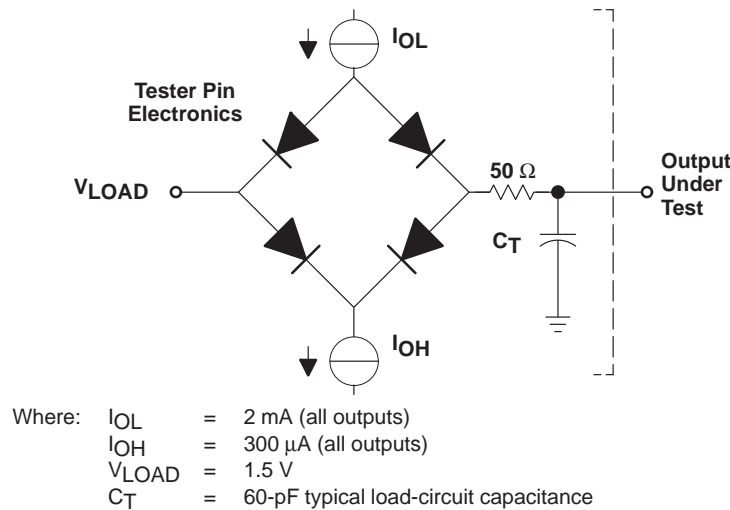 IOL
Tester Pin
Electronics
VLOAD
50 Ω
Output
Under
Test
CT
IOH
Where: IOL = 2 mA (all outputs)
IOH = 300 μA (all outputs)
VLOAD = 1.5 V
CT = 60-pF typical load-circuit capacitance